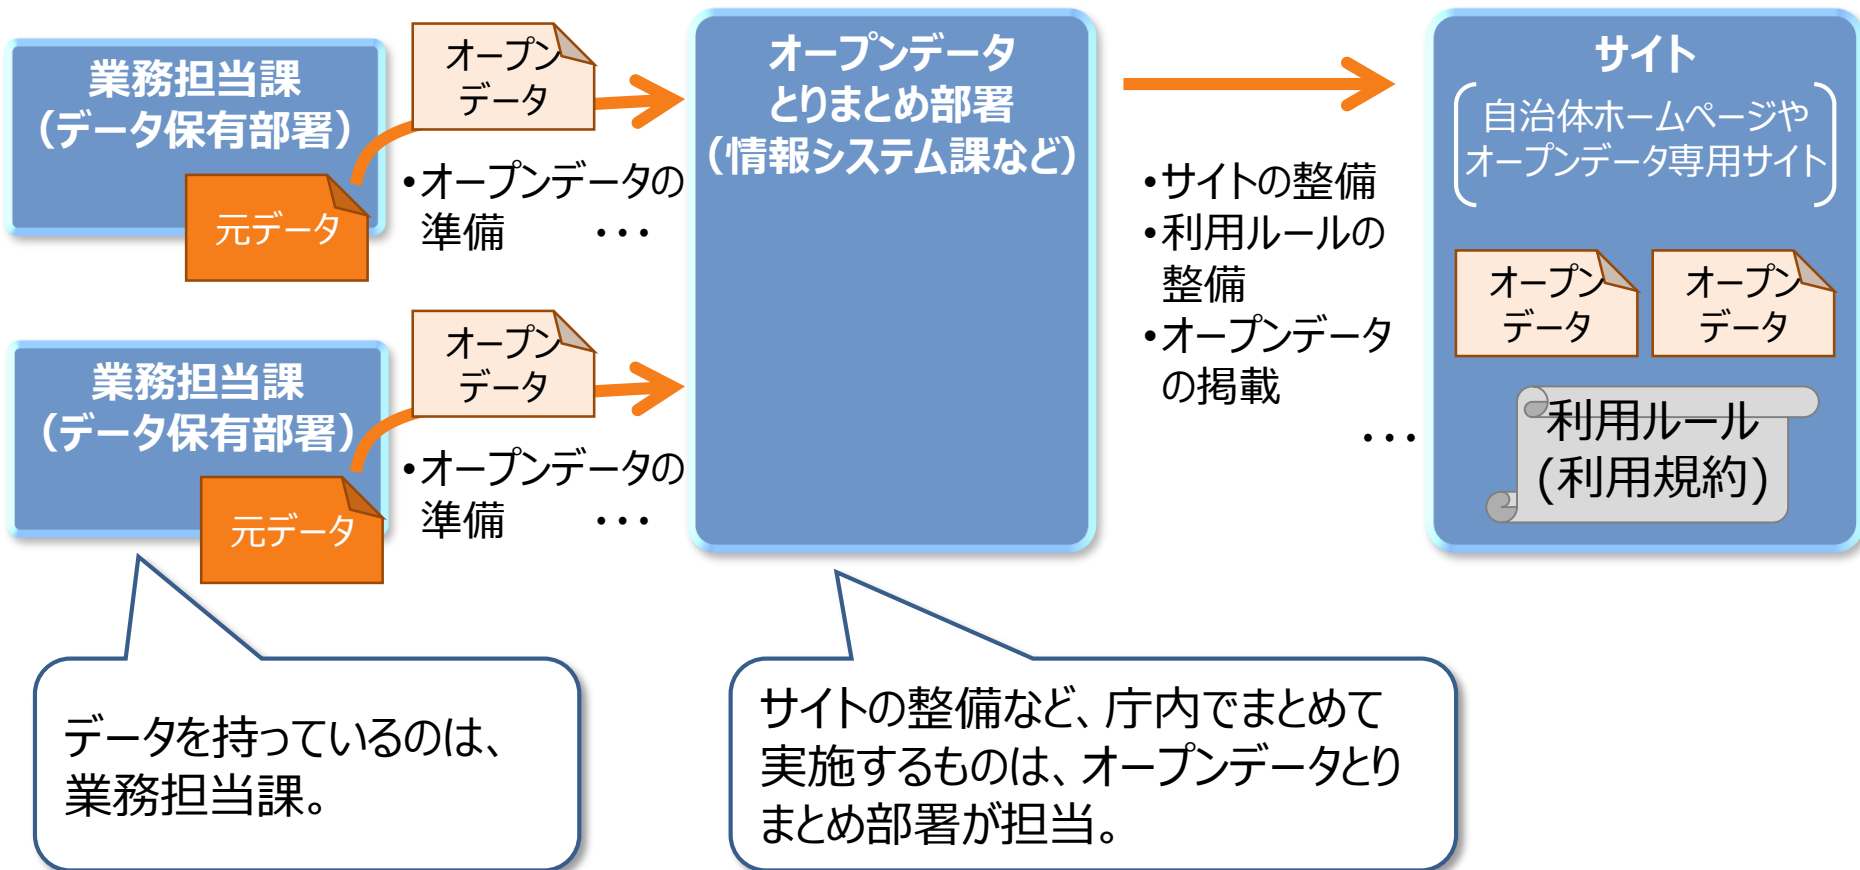 業務担当課
（データ保有部署）
元データ
オープン
データ
•オープンデータの
準備　　・・・
業務担当課
（データ保有部署）
元データ
オープン
データ
•オープンデータの
準備　　・・・
オープンデータ
とりまとめ部署
（情報システム課など）
•サイトの整備
•利用ルールの
整備
•オープンデータ
の掲載
・・・
サイト
自治体ホームページや
オープンデータ専用サイト
オープン
データ
オープン
データ
利用ルール
(利用規約)
データを持っているのは、
業務担当課。
サイトの整備など、庁内でまとめて
実施するものは、オープンデータとり
まとめ部署が担当。